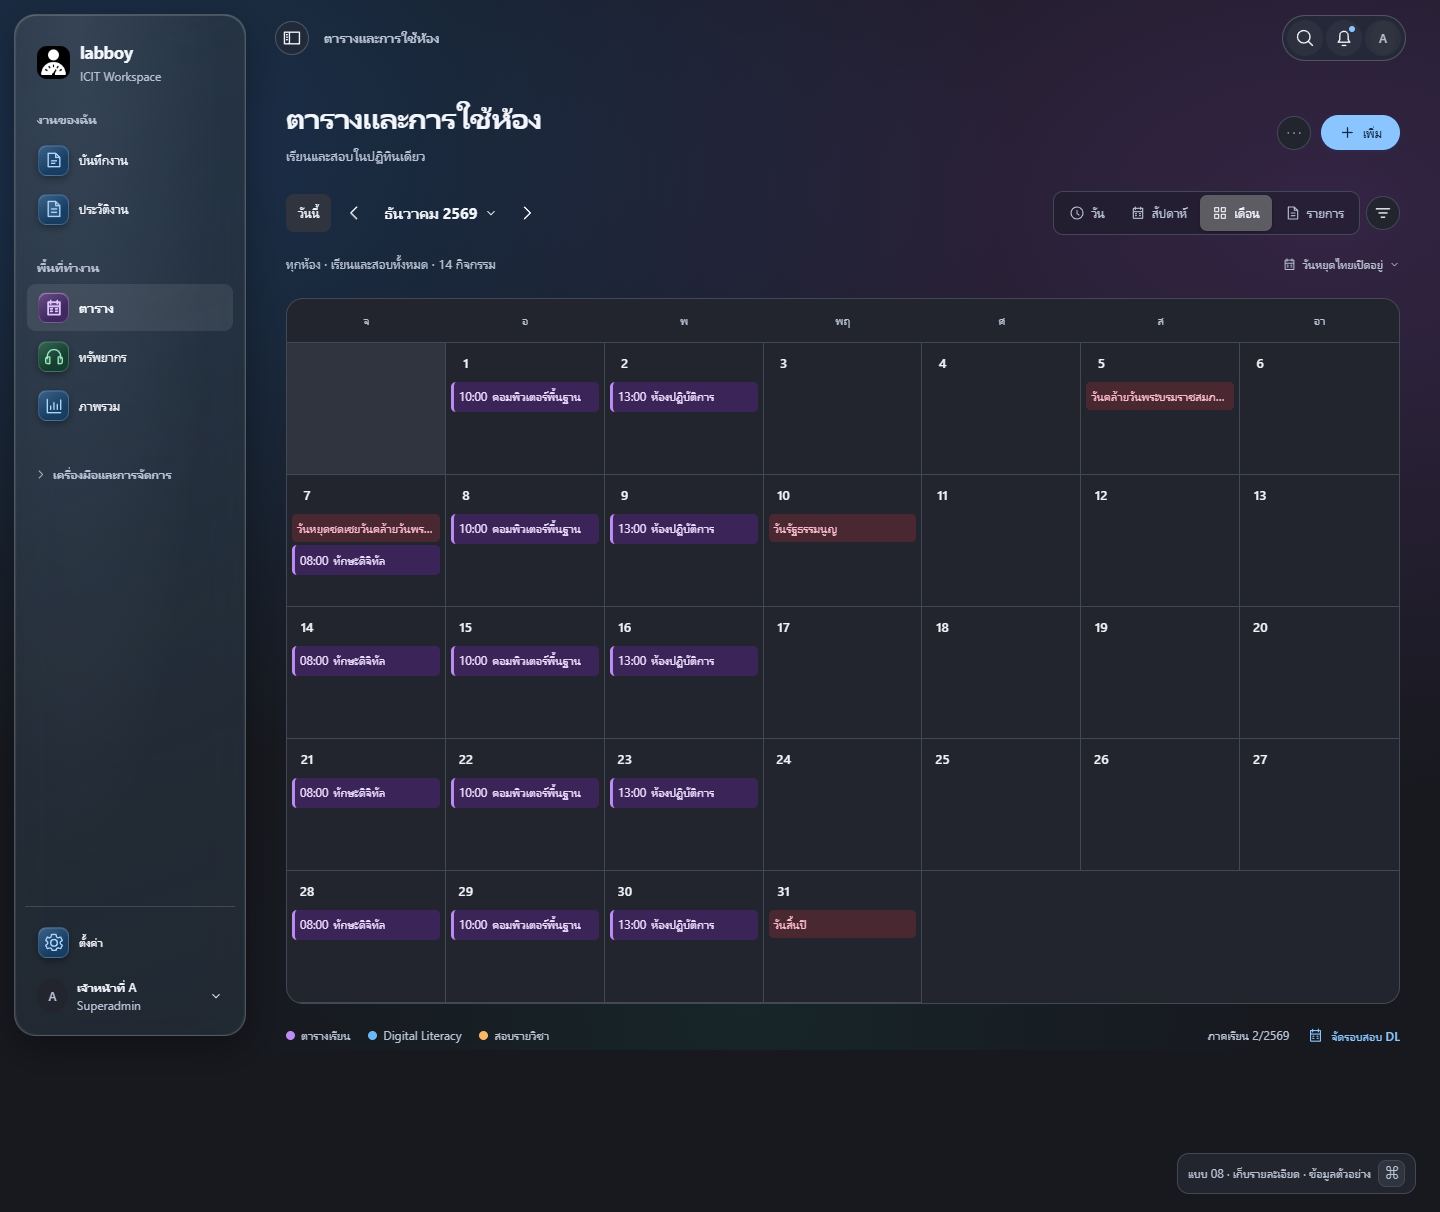 labboy
ICIT Workspace
งานของฉัน
บันทึกงาน
ประวัติงาน
พื้นที่ทำงาน
ตาราง
ทรัพยากร
ภาพรวม
เครื่องมือและการจัดการ
ตั้งค่า
A
เจ้าหน้าที่ A
Superadmin
ตารางและการใช้ห้อง
A
ตารางและการใช้ห้อง
เรียนและสอบในปฏิทินเดียว
เพิ่ม
วันนี้
ธันวาคม 2569
วัน
สัปดาห์
เดือน
รายการ
ทุกห้อง · เรียนและสอบทั้งหมด · 14 กิจกรรม
วันหยุดไทยเปิดอยู่
จ อ พ พฤ ศ ส อา
1 2 3 4 5 6
10:00 คอมพิวเตอร์พื้นฐาน
13:00 ห้องปฏิบัติการ
วันคล้ายวันพระบรมราชสมภ...
7 8 9 10 11 12 13
วันหยุดชดเชยวันคล้ายวันพร...
10:00 คอมพิวเตอร์พื้นฐาน
13:00 ห้องปฏิบัติการ
วันรัฐธรรมนูญ
08:00 ทักษะดิจิทัล
14 15 16 17 18 19 20
08:00 ทักษะดิจิทัล
10:00 คอมพิวเตอร์พื้นฐาน
13:00 ห้องปฏิบัติการ
21 22 23 24 25 26 27
08:00 ทักษะดิจิทัล
10:00 คอมพิวเตอร์พื้นฐาน
13:00 ห้องปฏิบัติการ
28 29 30 31
08:00 ทักษะดิจิทัล
10:00 คอมพิวเตอร์พื้นฐาน
13:00 ห้องปฏิบัติการ
วันสิ้นปี
ตารางเรียน
Digital Literacy
สอบรายวิชา
ภาคเรียน 2/2569
จัดรอบสอบ DL
แบบ 08 · เก็บรายละเอียด · ข้อมูลตัวอย่าง